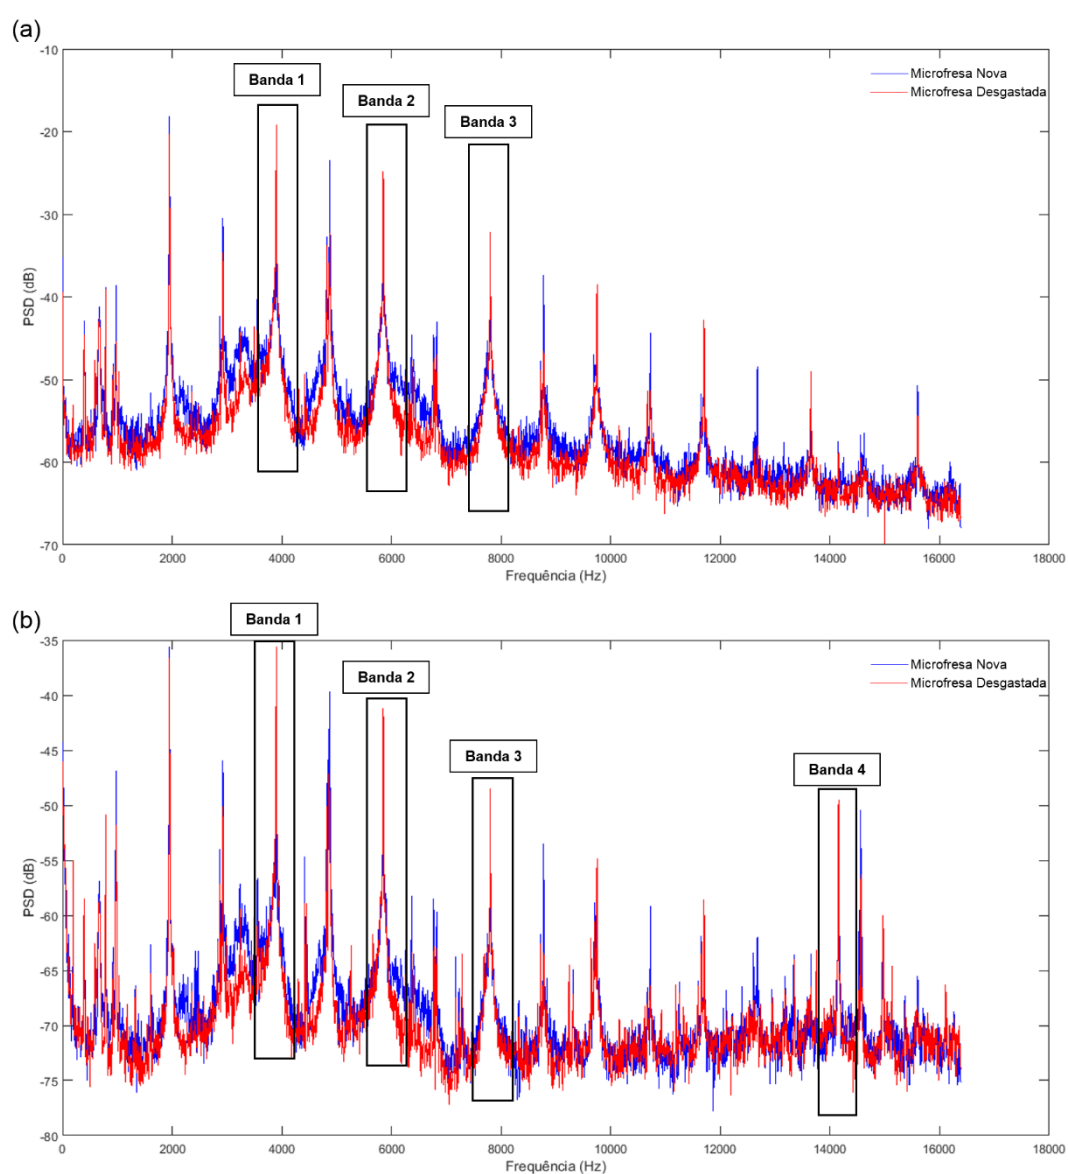 (a)
-10
-20
-30
-40
-50
-60
-70
PSD (dB)
Banda 1
Banda 2
Banda 3
Microfresa Nova
Microfresa Desgastada
0 2000 4000 6000 8000 10000 12000 14000 16000 18000
Frequência (Hz)
(b)
-35
-40
-45
-50
-55
-60
-65
-70
-75
-80
PSD (dB)
Banda 1
Banda 2
Banda 3
Banda 4
Microfresa Nova
Microfresa Desgastada
0 2000 4000 6000 8000 10000 12000 14000 16000 18000
Frequência (Hz)